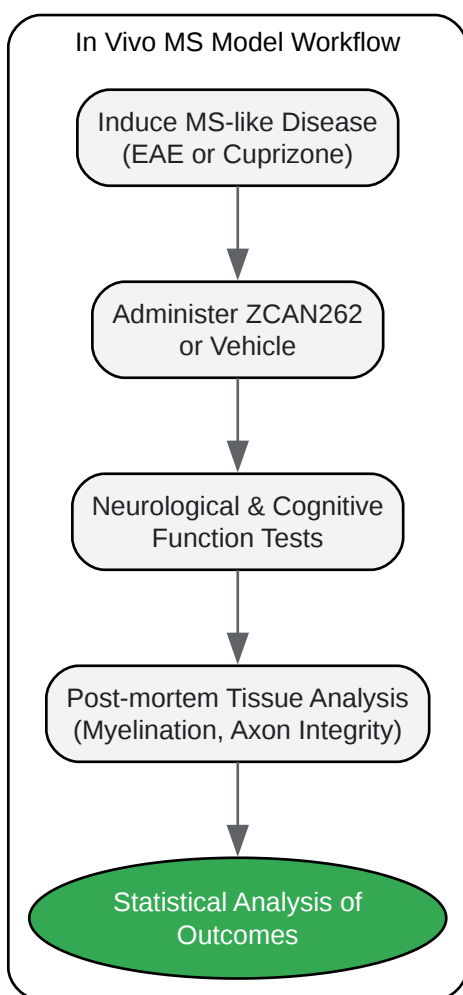 In Vivo MS Model Workflow
Induce MS-like Disease
(EAE or Cuprizone)
Administer ZCAN262
or Vehicle
Neurological & Cognitive
Function Tests
Post-mortem Tissue Analysis
(Myelination, Axon Integrity)
Statistical Analysis of
Outcomes